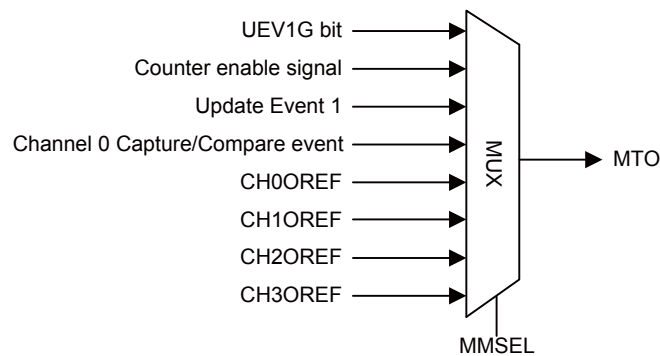 UEV1G bit
Counter enable signal
Update Event 1
Channel 0 Capture/Compare event
CH0OREF
CH1OREF
CH2OREF
CH3OREF
MUX
MTO
MMSEL